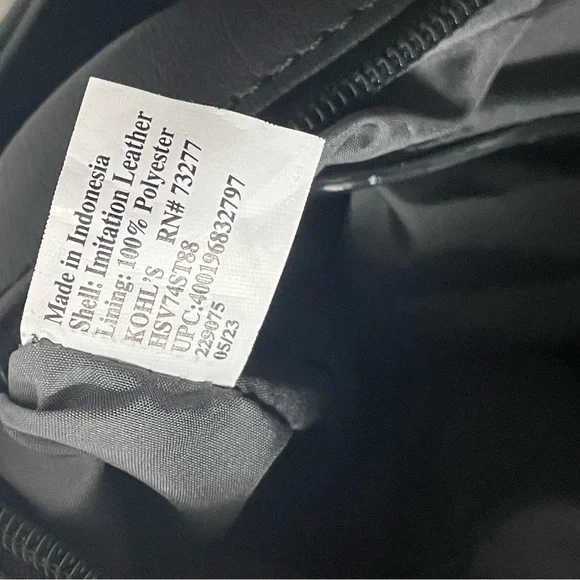 Made in Indonesia
Shell: Imitation Leather
Lining: 100% Polyester
KOHL'S RN# 73277
HSV74ST88
UPC:400196832797
229075
05/23